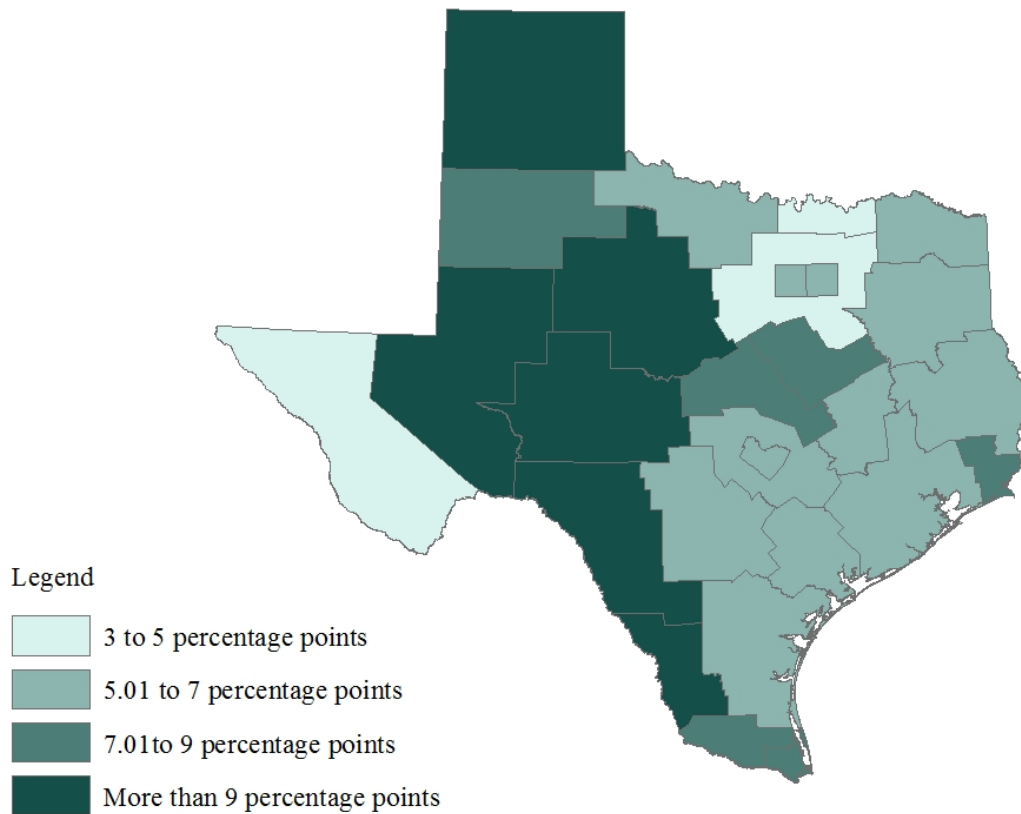 Legend
3 to 5 percentage points
5.01 to 7 percentage points
7.01to 9 percentage points
More than 9 percentage points